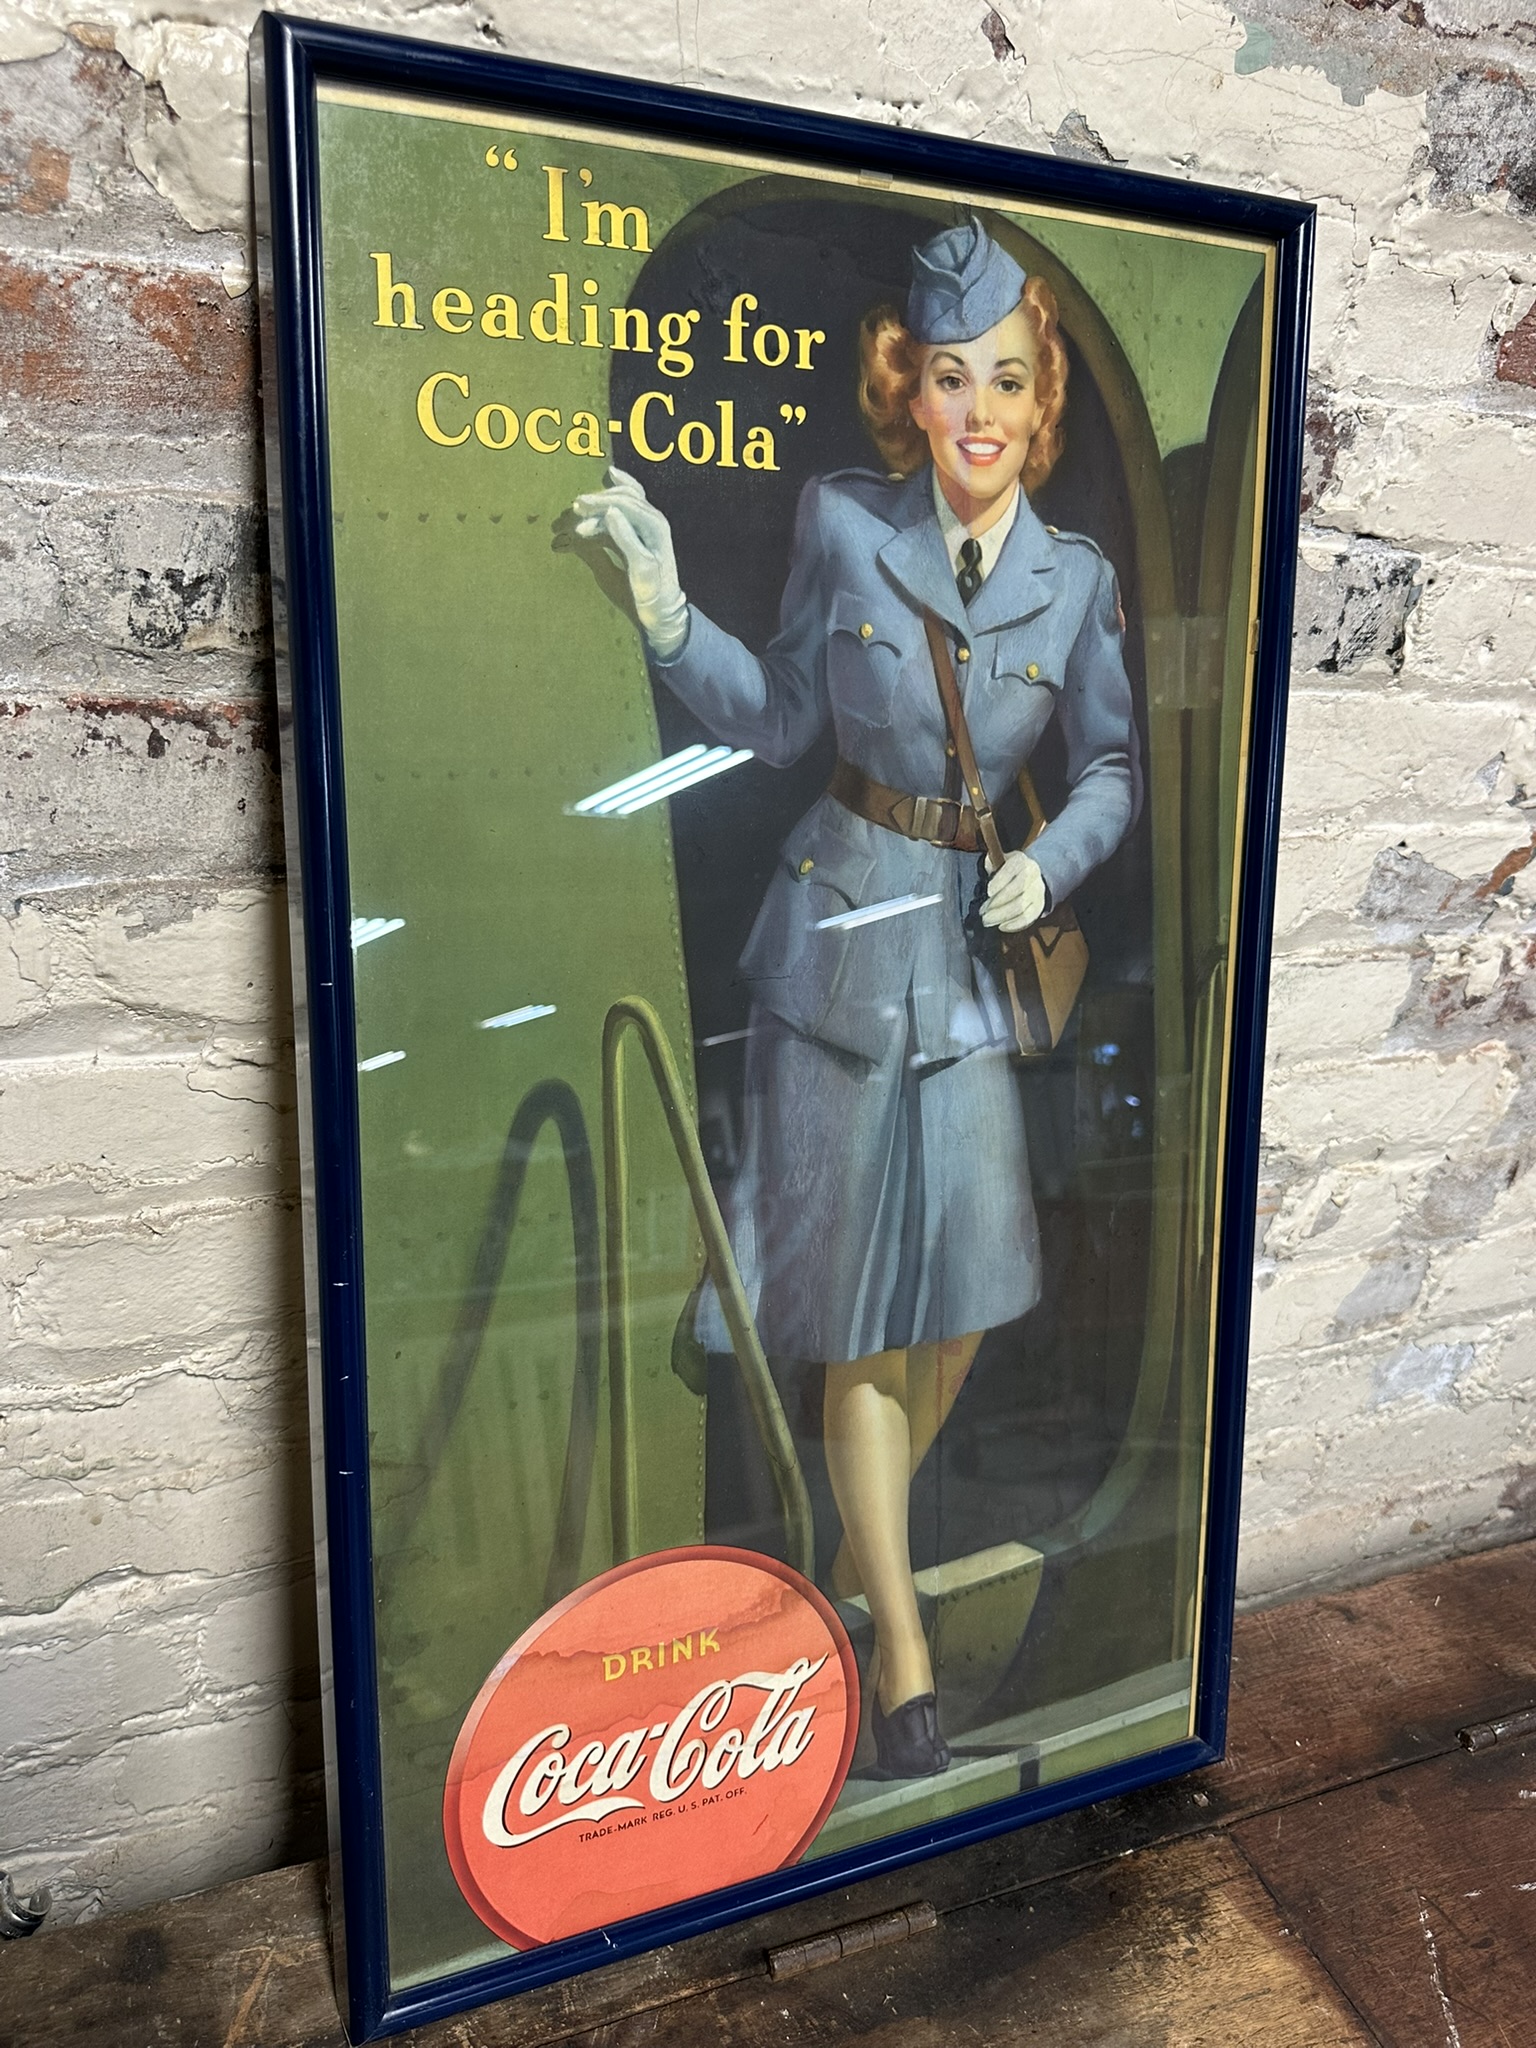 “ I'm
heading for
Coca-Cola”
DRINK
Coca-Cola
TRADE-MARK REG. U. S. PAT. OFF.